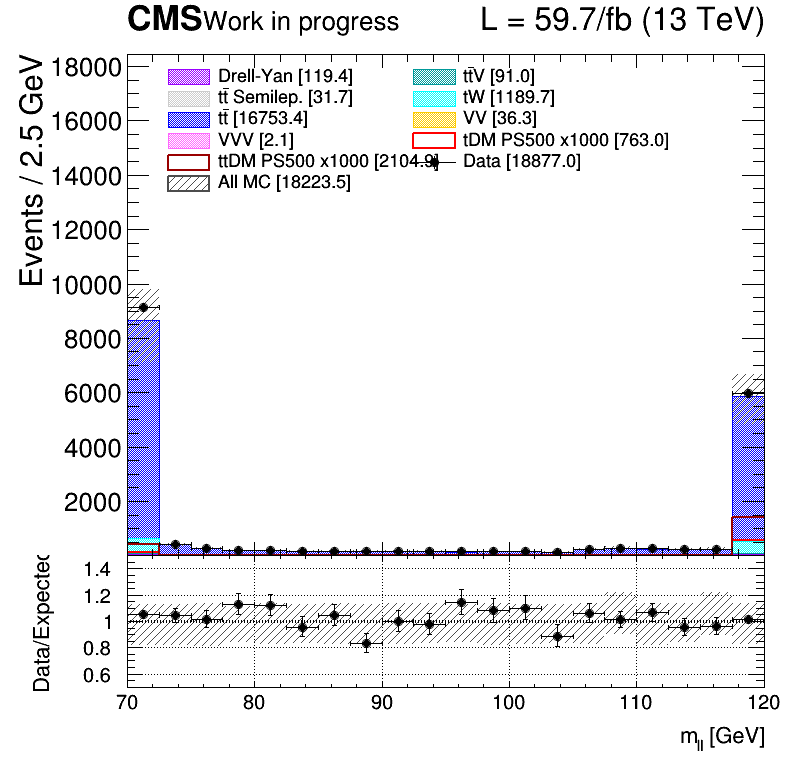 CMS Work in progress L = 59.7/fb (13 TeV)
Events / 2.5 GeV
18000
16000
14000
12000
10000
8000
6000
4000
2000
Drell-Yan [119.4]
tt̄V [91.0]
tt̄ Semilep. [31.7]
tW [1189.7]
tt̄ [16753.4]
VV [36.3]
VVV [2.1]
tDM PS500 x1000 [763.0]
ttDM PS500 x1000 [2104.9]
Data [18877.0]
All MC [18223.5]
Data/Expected
1.4
1.2
1
0.8
0.6
70 80 90 100 110 120
m_ll [GeV]